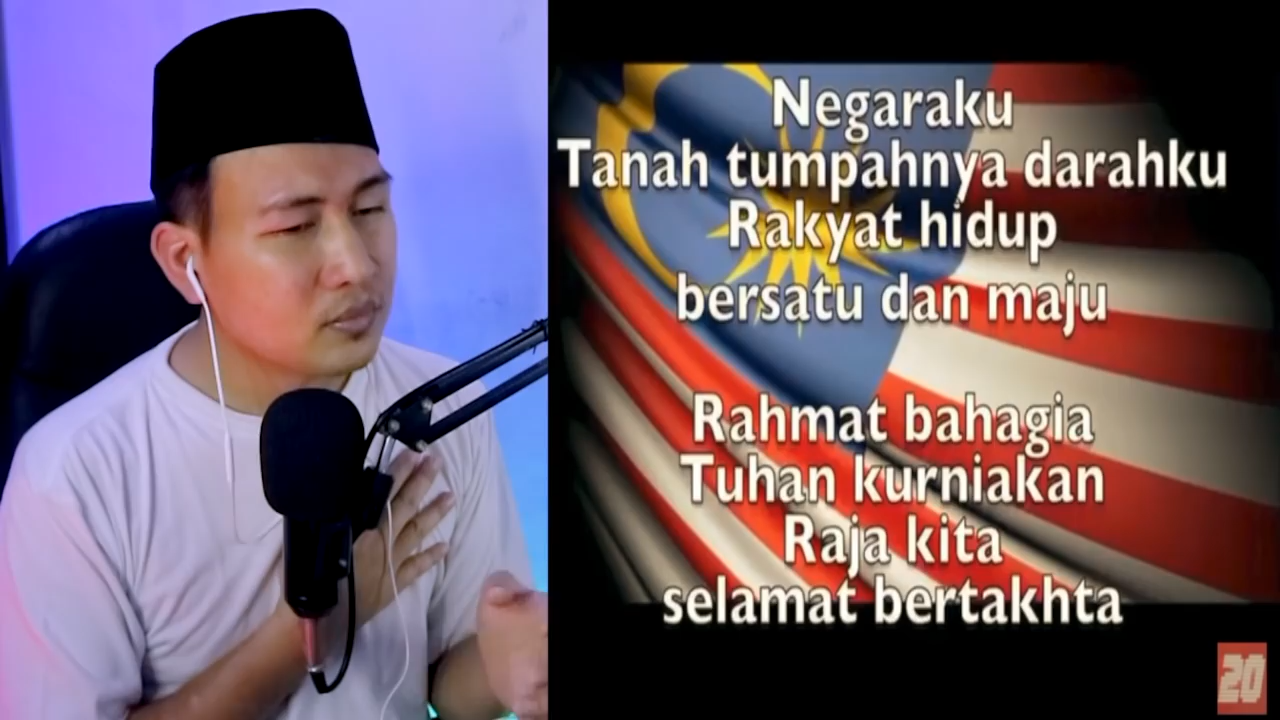 Negaraku
Tanah tumpahnya darahku
Rakyat hidup
bersatu dan maju
Rahmat bahagia
Tuhan kurniakan
Raja kita
selamat bertakhta
20